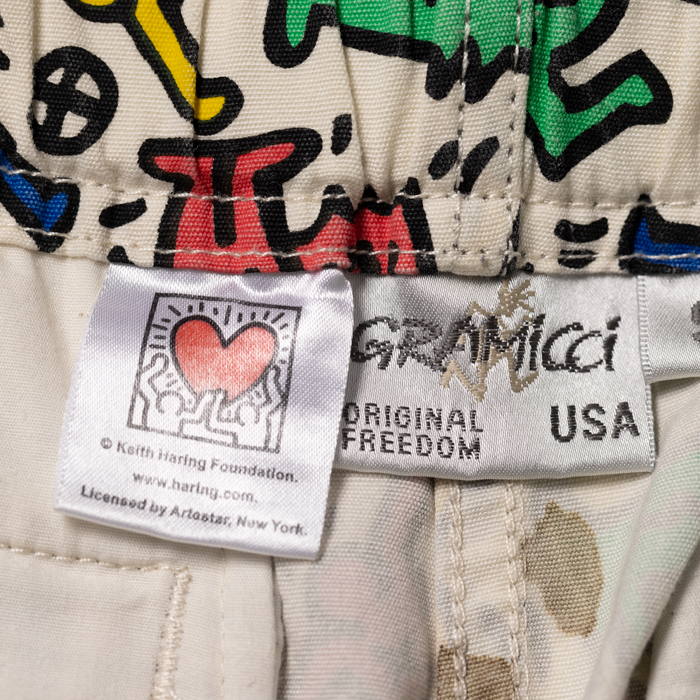 © Keith Haring Foundation.
www.haring.com.
Licensed by Artestar, New York.
GRAMICCI
ORIGINAL
FREEDOM
USA